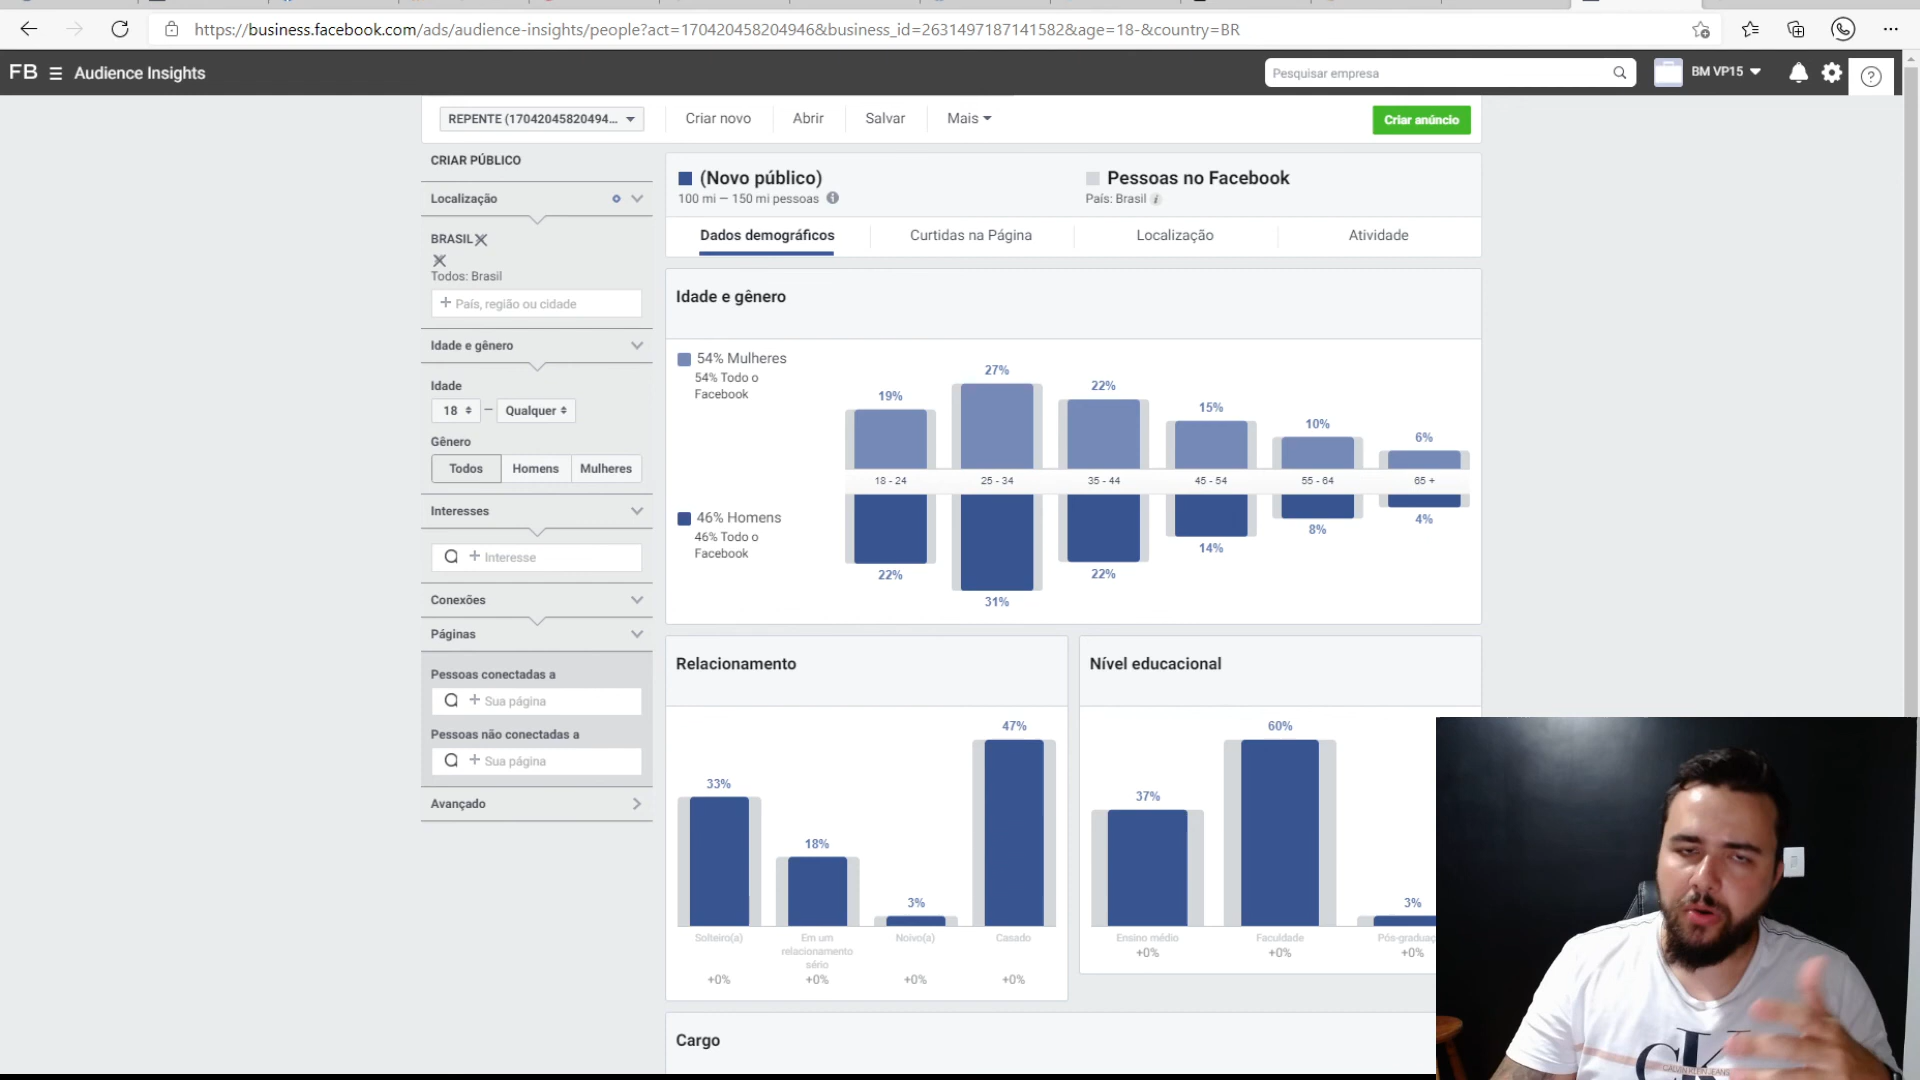 https://business.facebook.com/ads/audience-insights/people?act=170420458204946&business_id=2631497187141582&age=18-&country=BR
FB Audience Insights
Pesquisar empresa
BM VP15
REPENTE (17042045820494...
Criar novo
Abrir
Salvar
Mais
Criar anúncio
CRIAR PÚBLICO
Localização
BRASIL
Todos: Brasil
+ País, região ou cidade
Idade e gênero
Idade
18 – Qualquer
Gênero
Todos Homens Mulheres
Interesses
+ Interesse
Conexões
Páginas
Pessoas conectadas a
+ Sua página
Pessoas não conectadas a
+ Sua página
Avançado
(Novo público)
100 mi – 150 mi pessoas
Pessoas no Facebook
País: Brasil
Dados demográficos
Curtidas na Página
Localização
Atividade
Idade e gênero
54% Mulheres
54% Todo o
Facebook
19% 27% 22% 15% 10% 6%
18 - 24 25 - 34 35 - 44 45 - 54 55 - 64 65 +
46% Homens
46% Todo o
Facebook
22% 31% 22% 14% 8% 4%
Relacionamento
33% 18% 3% 47%
Solteiro(a)
Em um
relacionamento
sério
Noivo(a)
Casado
+0% +0% +0% +0%
Nível educacional
37% 60% 3%
Ensino médio
Faculdade
Pós-graduaç
+0% +0% +0%
Cargo
CK
CALVIN KLEIN JEANS